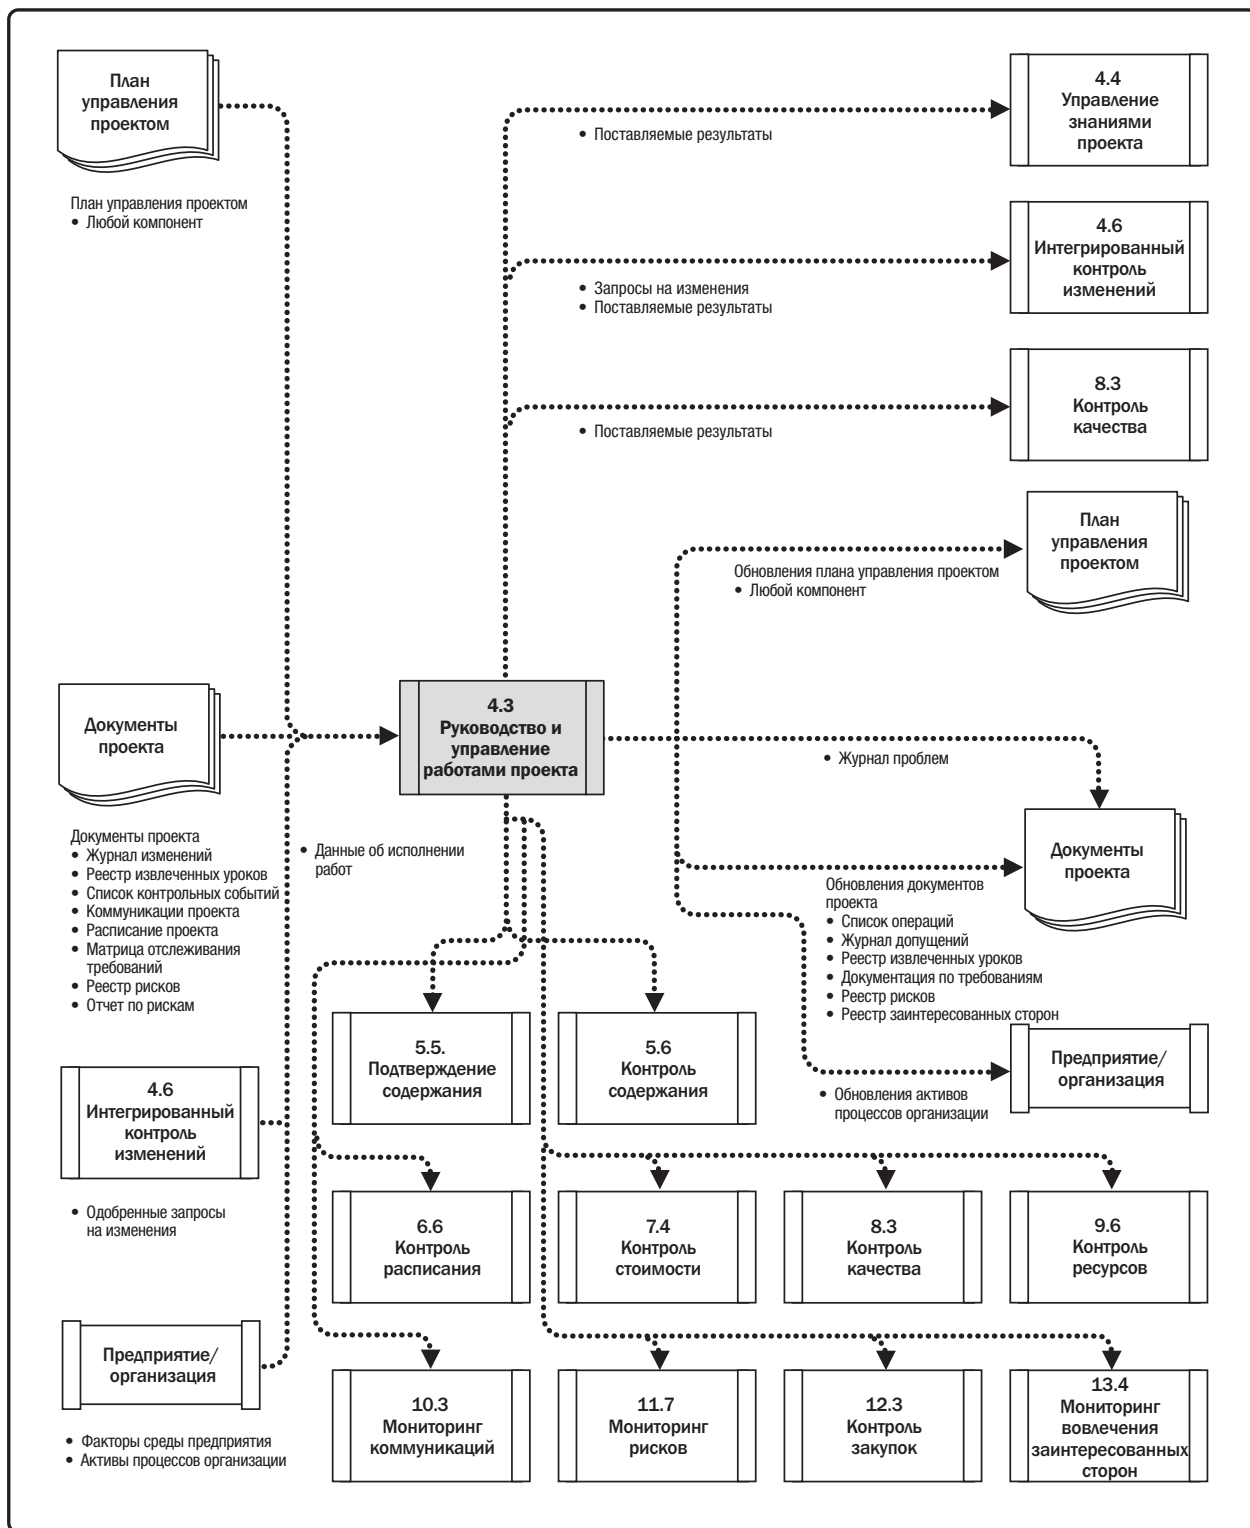 План
управления
проектом
План управления проектом
• Любой компонент
4.4
Управление
знаниями
проекта
• Поставляемые результаты
4.6
Интегрированный
контроль
изменений
• Запросы на изменения
• Поставляемые результаты
8.3
Контроль
качества
• Поставляемые результаты
План
управления
проектом
Обновления плана управления проектом
• Любой компонент
Документы
проекта
4.3
Руководство и
управление
работами проекта
• Журнал проблем
Документы проекта
• Журнал изменений
• Реестр извлеченных уроков
• Список контрольных событий
• Коммуникации проекта
• Расписание проекта
• Матрица отслеживания
требований
• Реестр рисков
• Отчет по рискам
• Данные об исполнении
работ
Документы
проекта
Обновления документов
проекта
• Список операций
• Журнал допущений
• Реестр извлеченных уроков
• Документация по требованиям
• Реестр рисков
• Реестр заинтересованных сторон
5.5.
Подтверждение
содержания
5.6
Контроль
содержания
Предприятие/
организация
• Обновления активов
процессов организации
4.6
Интегрированный
контроль
изменений
• Одобренные запросы
на изменения
6.6
Контроль
расписания
7.4
Контроль
стоимости
8.3
Контроль
качества
9.6
Контроль
ресурсов
Предприятие/
организация
• Факторы среды предприятия
• Активы процессов организации
10.3
Мониторинг
коммуникаций
11.7
Мониторинг
рисков
12.3
Контроль
закупок
13.4
Мониторинг
вовлечения
заинтересованных
сторон